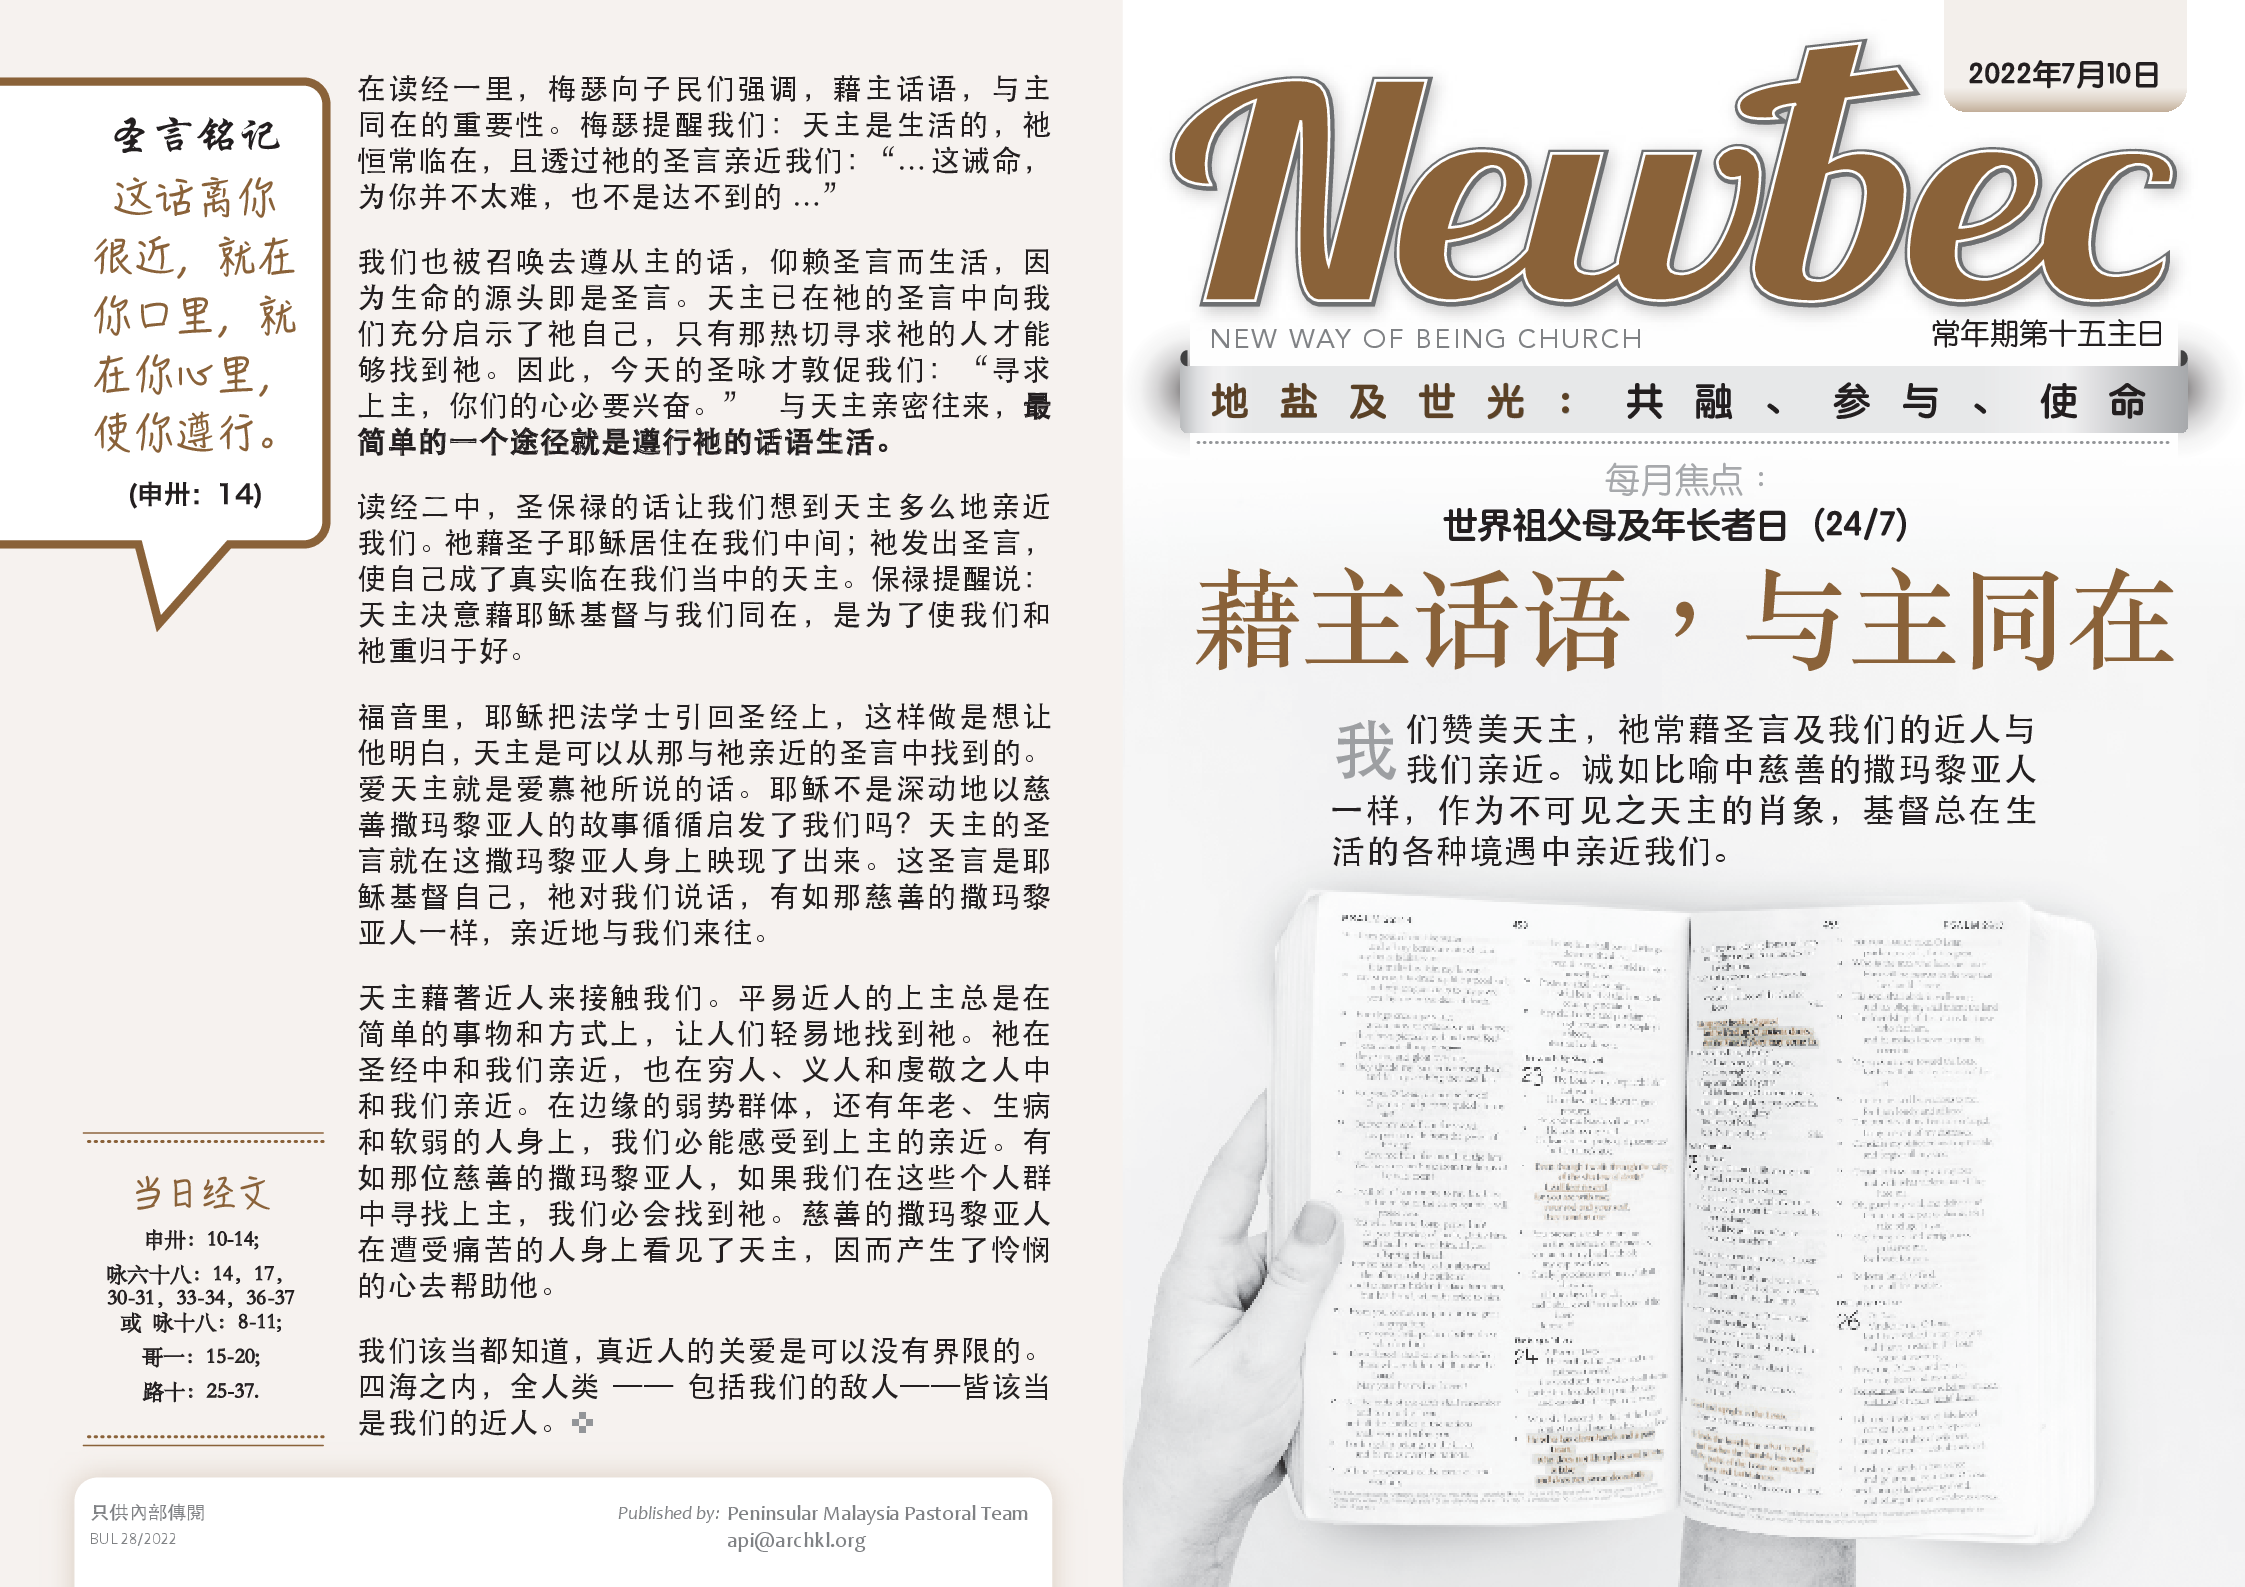 圣言铭记
这话离你
很近，就在
你口里，就
在你心里，
使你遵行。
(申卅：14)
当日经文
申卅：10-14;
咏六十八：14，17，
30-31，33-34，36-37
或 咏十八：8-11;
哥一：15-20;
路十：25-37.
在读经一里，梅瑟向子民们强调，藉主话语，与主
同在的重要性。梅瑟提醒我们：天主是生活的，祂
恒常临在，且透过祂的圣言亲近我们：“…这诫命，
为你并不太难，也不是达不到的 …”
我们也被召唤去遵从主的话，仰赖圣言而生活，因
为生命的源头即是圣言。天主已在祂的圣言中向我
们充分启示了祂自己，只有那热切寻求祂的人才能
够找到祂。因此，今天的圣咏才敦促我们：“寻求
上主，你们的心必要兴奋。” 与天主亲密往来，最
简单的一个途径就是遵行祂的话语生活。
读经二中，圣保禄的话让我们想到天主多么地亲近
我们。祂藉圣子耶稣居住在我们中间；祂发出圣言，
使自己成了真实临在我们当中的天主。保禄提醒说：
天主决意藉耶稣基督与我们同在，是为了使我们和
祂重归于好。
福音里，耶稣把法学士引回圣经上，这样做是想让
他明白，天主是可以从那与祂亲近的圣言中找到的。
爱天主就是爱慕祂所说的话。耶稣不是深动地以慈
善撒玛黎亚人的故事循循启发了我们吗？天主的圣
言就在这撒玛黎亚人身上映现了出来。这圣言是耶
稣基督自己，祂对我们说话，有如那慈善的撒玛黎
亚人一样，亲近地与我们来往。
天主藉著近人来接触我们。平易近人的上主总是在
简单的事物和方式上，让人们轻易地找到祂。祂在
圣经中和我们亲近，也在穷人、义人和虔敬之人中
和我们亲近。在边缘的弱势群体，还有年老、生病
和软弱的人身上，我们必能感受到上主的亲近。有
如那位慈善的撒玛黎亚人，如果我们在这些个人群
中寻找上主，我们必会找到祂。慈善的撒玛黎亚人
在遭受痛苦的人身上看见了天主，因而产生了怜悯
的心去帮助他。
我们该当都知道，真近人的关爱是可以没有界限的。
四海之内，全人类 —— 包括我们的敌人——皆该当
是我们的近人。
只供內部傳閱
BUL 28/2022
Published by: Peninsular Malaysia Pastoral Team
api@archkl.org
2022年7月10日
Newbec
NEW WAY OF BEING CHURCH
常年期第十五主日
地盐及世光：共融、参与、使命
每月焦点：
世界祖父母及年长者日（24/7）
藉主话语，与主同在
我们赞美天主，祂常藉圣言及我们的近人与
我们亲近。诚如比喻中慈善的撒玛黎亚人
一样，作为不可见之天主的肖象，基督总在生
活的各种境遇中亲近我们。
23
24
26